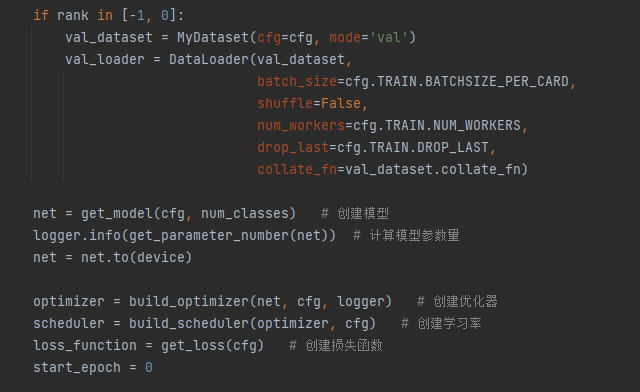 if rank in [-1, 0]:
    val_dataset = MyDataset(cfg=cfg, mode='val')
    val_loader = DataLoader(val_dataset,
                            batch_size=cfg.TRAIN.BATCHSIZE_PER_CARD,
                            shuffle=False,
                            num_workers=cfg.TRAIN.NUM_WORKERS,
                            drop_last=cfg.TRAIN.DROP_LAST,
                            collate_fn=val_dataset.collate_fn)
net = get_model(cfg, num_classes)   # 创建模型
logger.info(get_parameter_number(net))  # 计算模型参数量
net = net.to(device)
optimizer = build_optimizer(net, cfg, logger)   # 创建优化器
scheduler = build_scheduler(optimizer, cfg)   # 创建学习率
loss_function = get_loss(cfg)   # 创建损失函数
start_epoch = 0